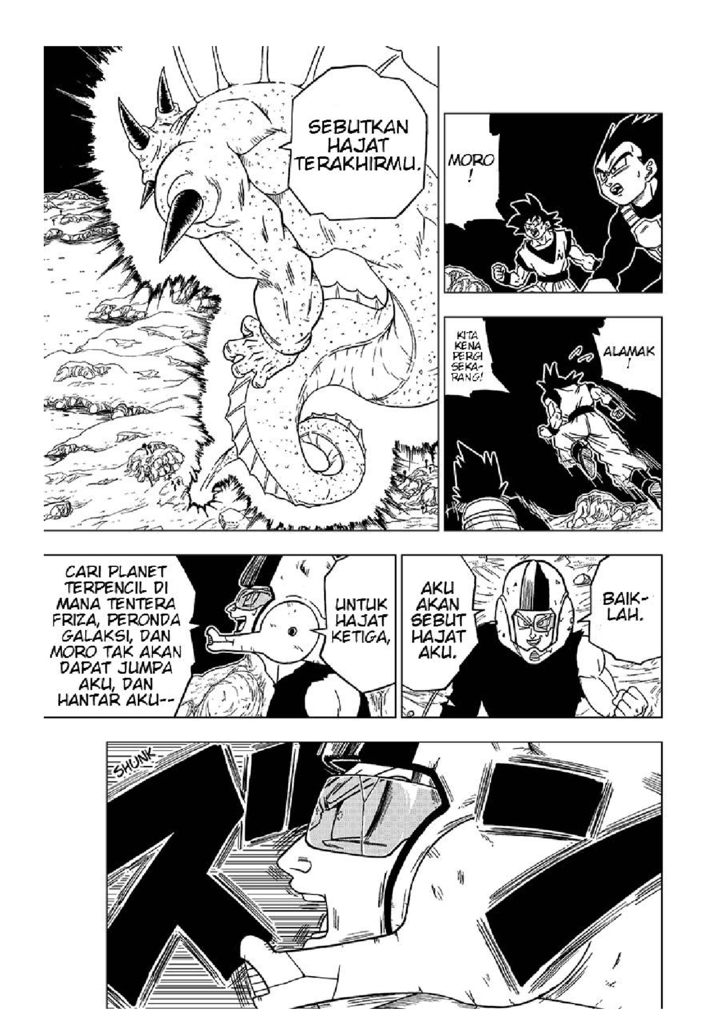 MORO
!
ALAMAK
!
KITA
KENA
PERGI
SEKA-
RANG!
SEBUTKAN
HAJAT
TERAKHIRMU.
BAIK-
LAH.
AKU
AKAN
SEBUT
HAJAT
AKU.
UNTUK
HAJAT
KETIGA,
CARI PLANET
TERPENCIL DI
MANA TENTERA
FRIZA, PERONDA
GALAKSI, DAN
MORO TAK AKAN
DAPAT JUMPA
AKU, DAN
HANTAR AKU--
SHUNK